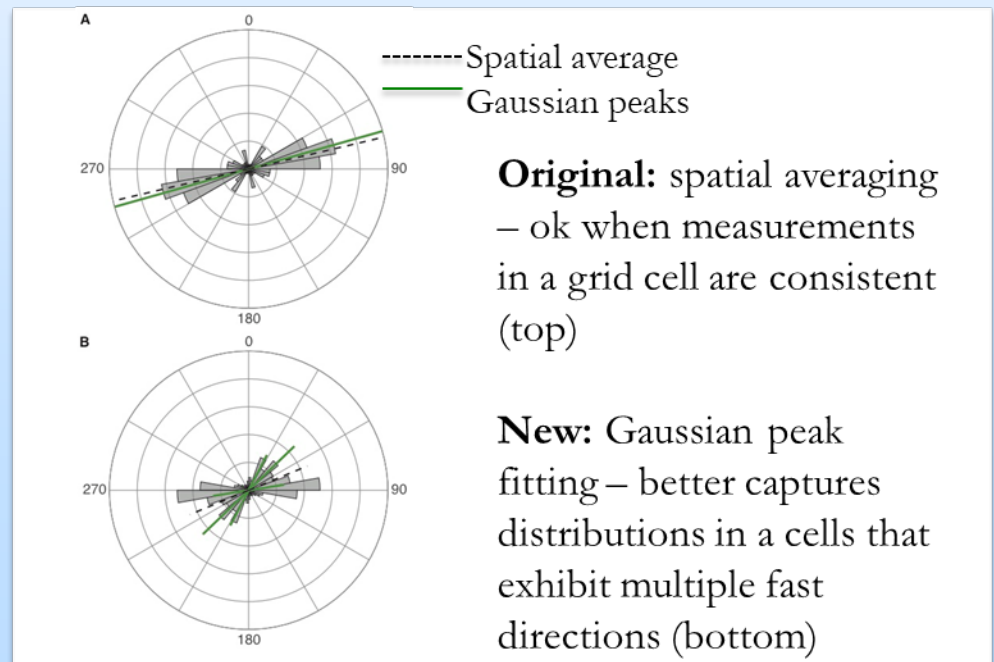 A
0
270
90
180
Spatial average
Gaussian peaks
Original: spatial averaging
– ok when measurements
in a grid cell are consistent
(top)
B
0
270
90
180
New: Gaussian peak
fitting – better captures
distributions in a cells that
exhibit multiple fast
directions (bottom)